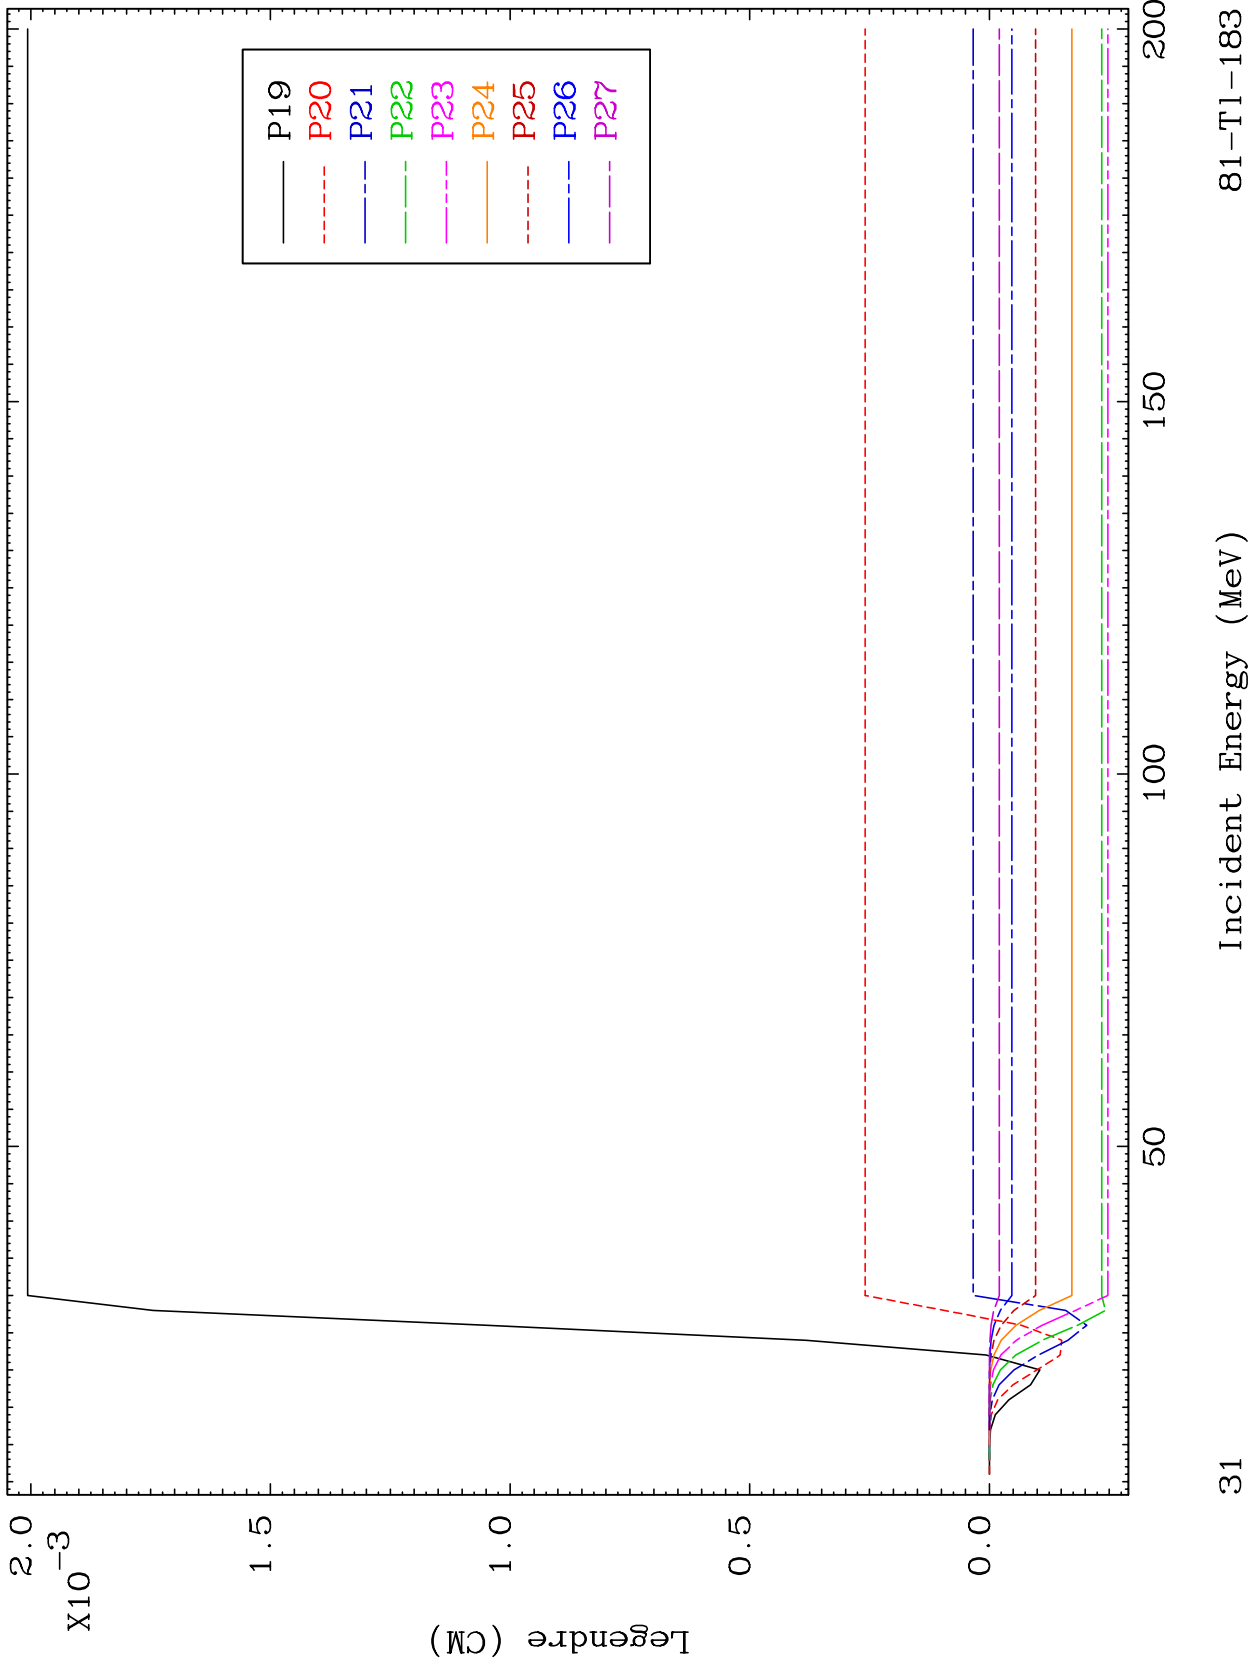 P19
P20
P21
P22
P23
P24
P25
P26
P27
2.0
X10-3
1.5
1.0
0.5
0.0
Legendre (CM)
50
100
150
200
31
Incident Energy (MeV)
81-Tl-183